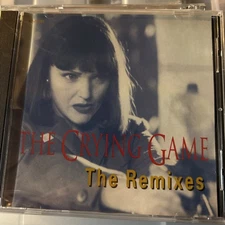 THE CRYING GAME
The Remixes